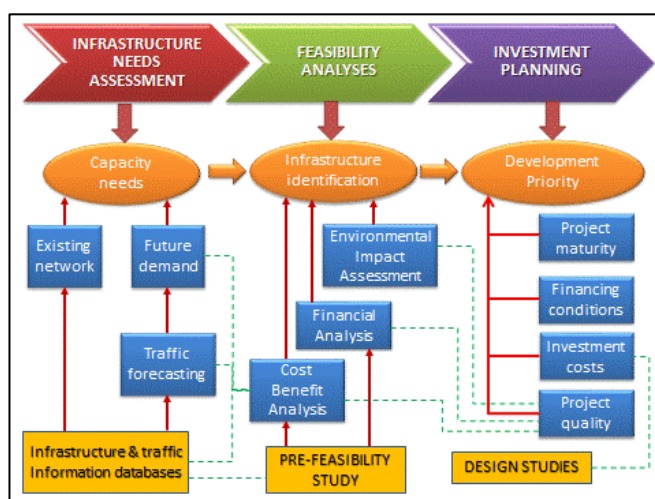 INFRASTRUCTURE
NEEDS
ASSESSMENT
FEASIBILITY
ANALYSES
INVESTMENT
PLANNING
Capacity
needs
Infrastructure
identification
Development
Priority
Existing
network
Future
demand
Environmental
Impact
Assessment
Project
maturity
Financing
conditions
Financial
Analysis
Traffic
forecasting
Investment
costs
Cost
Benefit
Analysis
Project
quality
Infrastructure & traffic
Information databases
PRE-FEASIBILITY
STUDY
DESIGN STUDIES